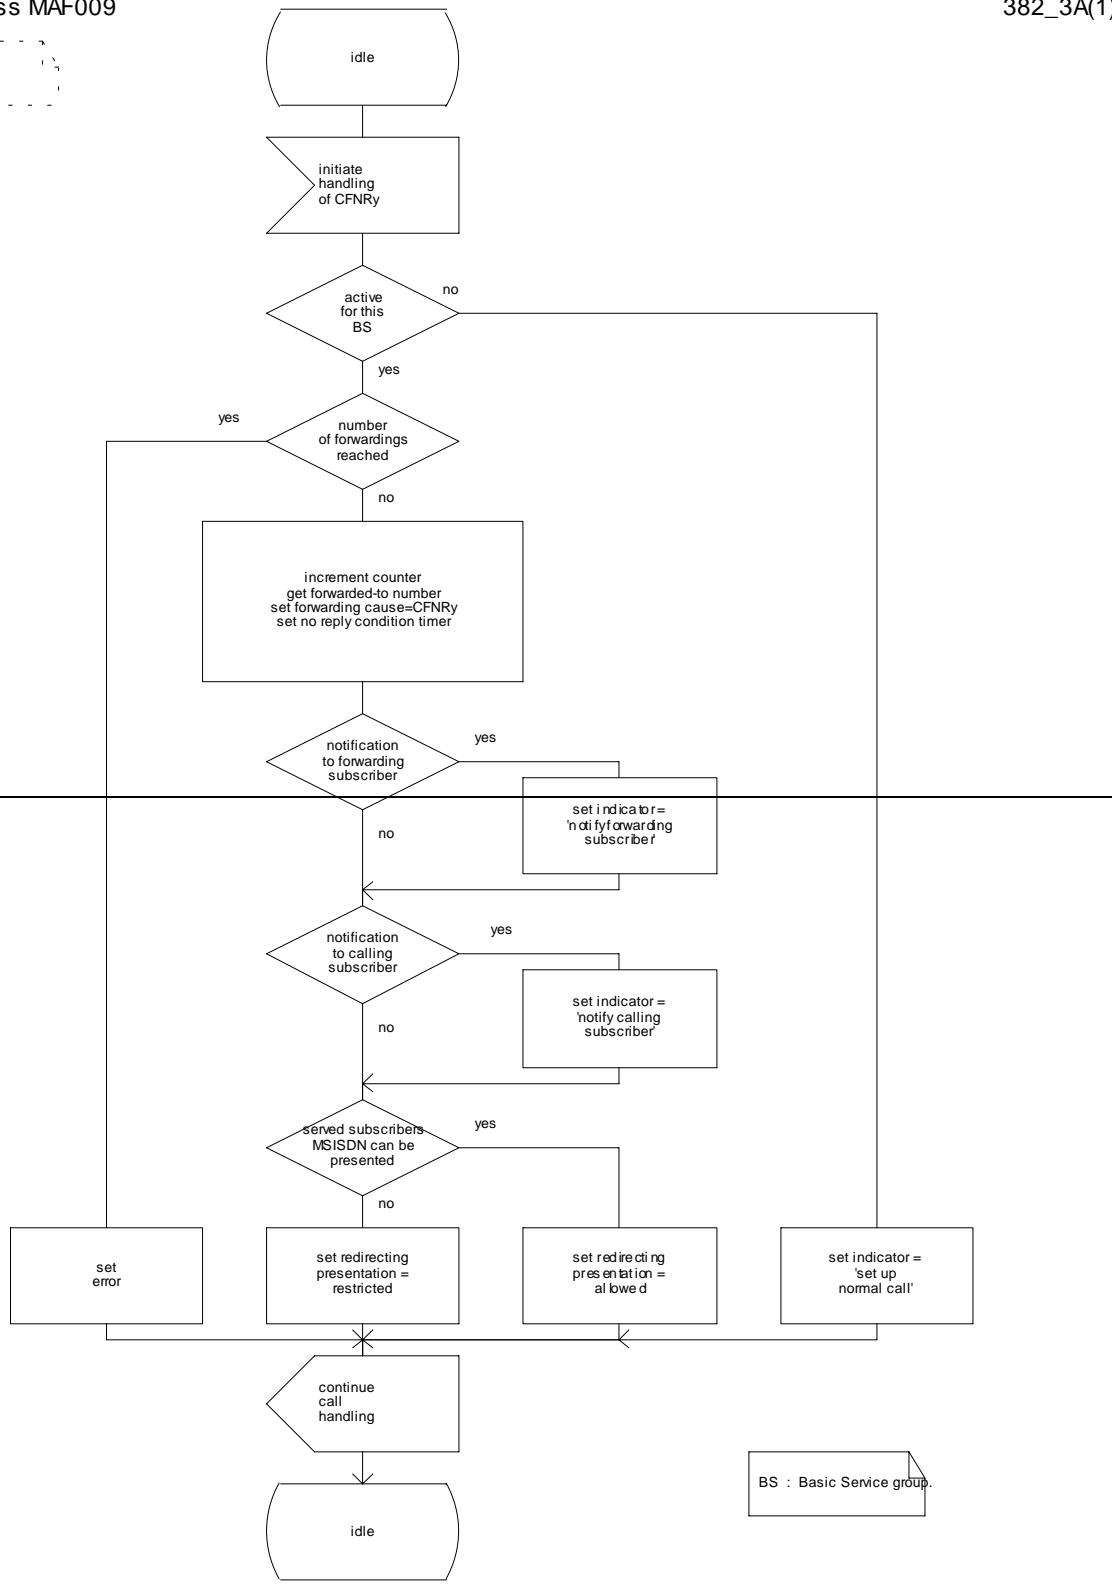 ss MAF009
382_3A(1)
idle
initiate
handling
of CFNRy
active
for this
BS
no
yes
number
of forwardings
reached
yes
no
increment counter
get forwarded-to number
set forwarding cause=CFNRy
set no reply condition timer
notification
to forwarding
subscriber
yes
set indicator=
'notifyforwarding
subscriber'
no
notification
to calling
subscriber
yes
set indicator =
'notify calling
subscriber'
no
served subscribers
MSISDN can be
presented
yes
no
set
error
set redirecting
presentation =
restricted
set redirecting
presentation =
allowed
set indicator =
'set up
normal call'
continue
call
handling
BS : Basic Service group.
idle